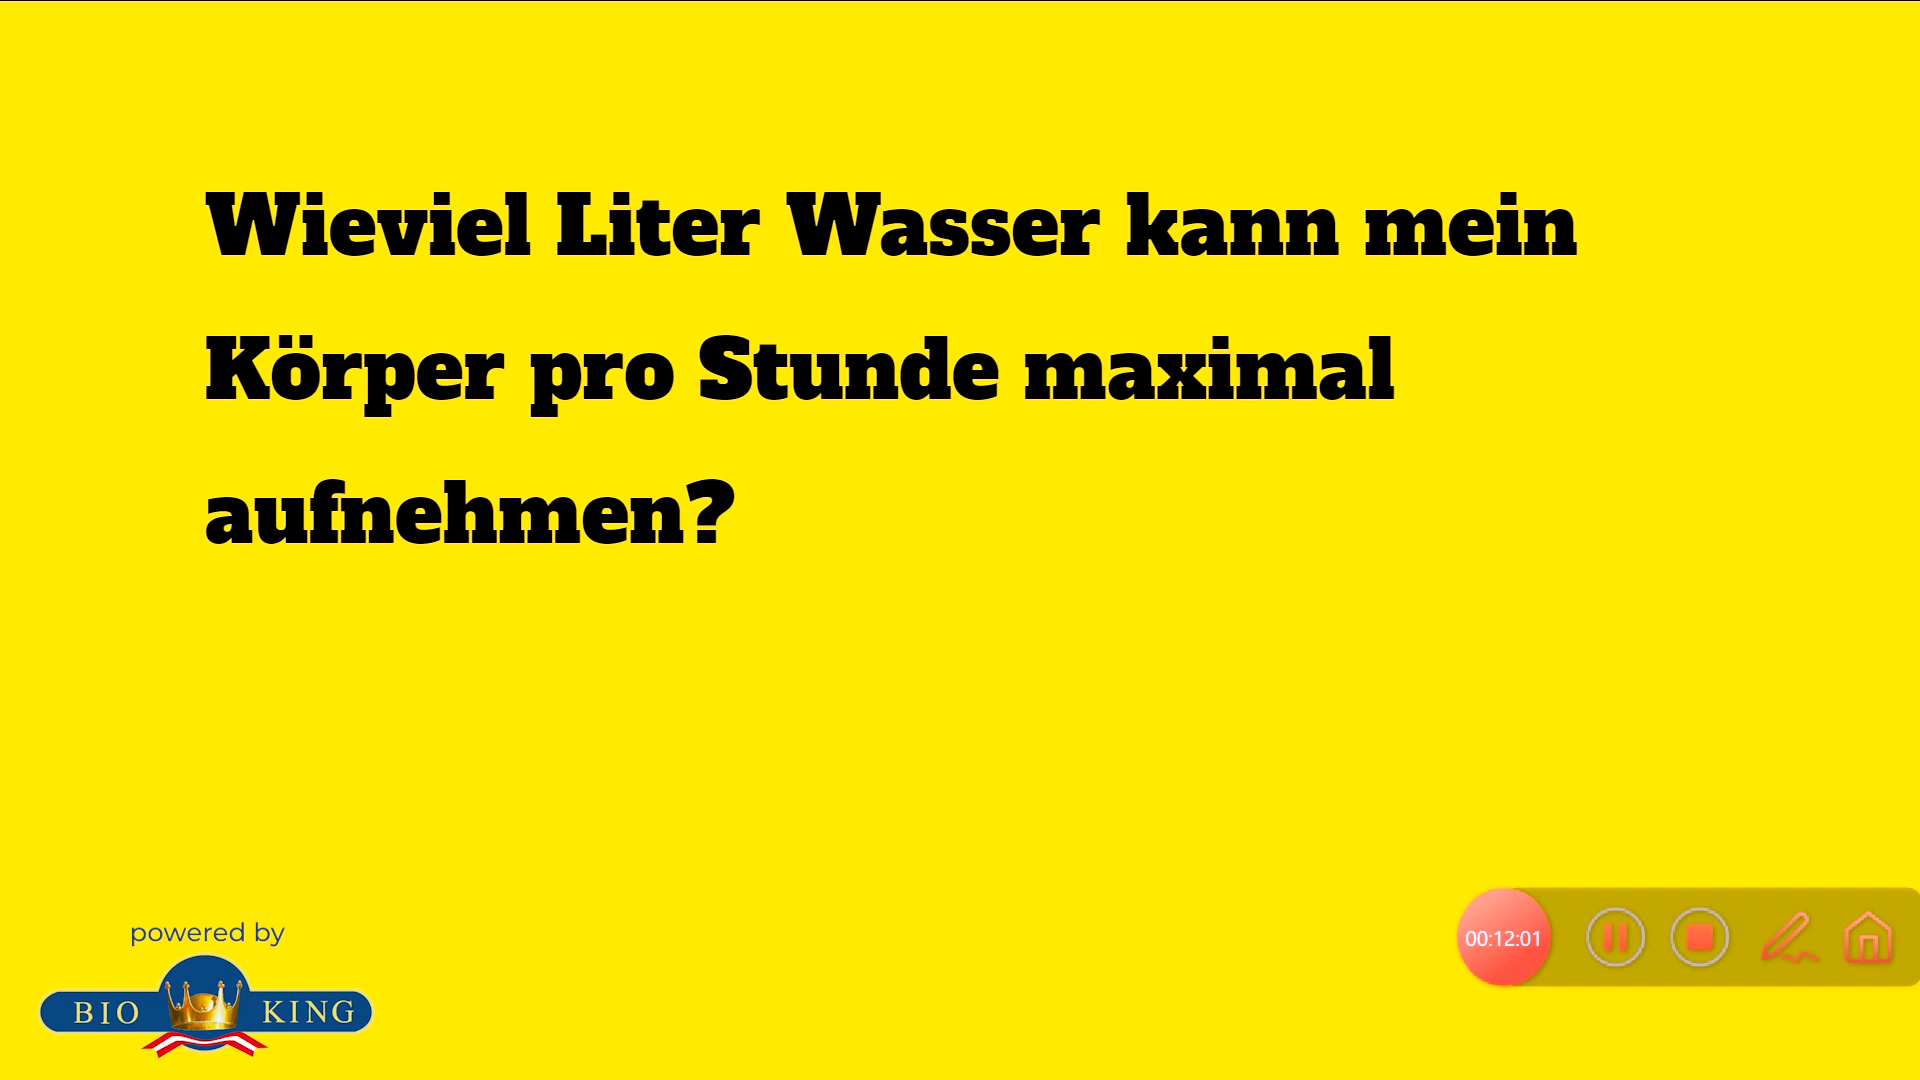 Wieviel Liter Wasser kann mein
Körper pro Stunde maximal
aufnehmen?
powered by
BIO KING
00:12:01